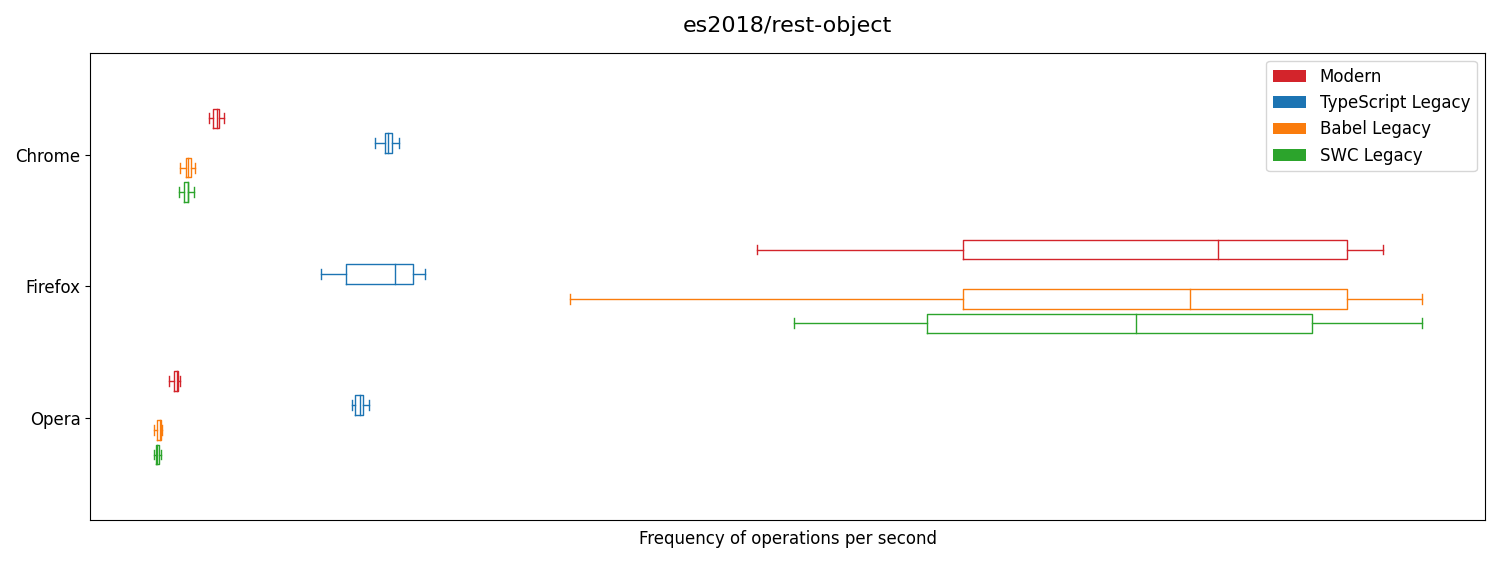 es2018/rest-object
Modern
TypeScript Legacy
Babel Legacy
SWC Legacy
Chrome
Firefox
Opera
Frequency of operations per second